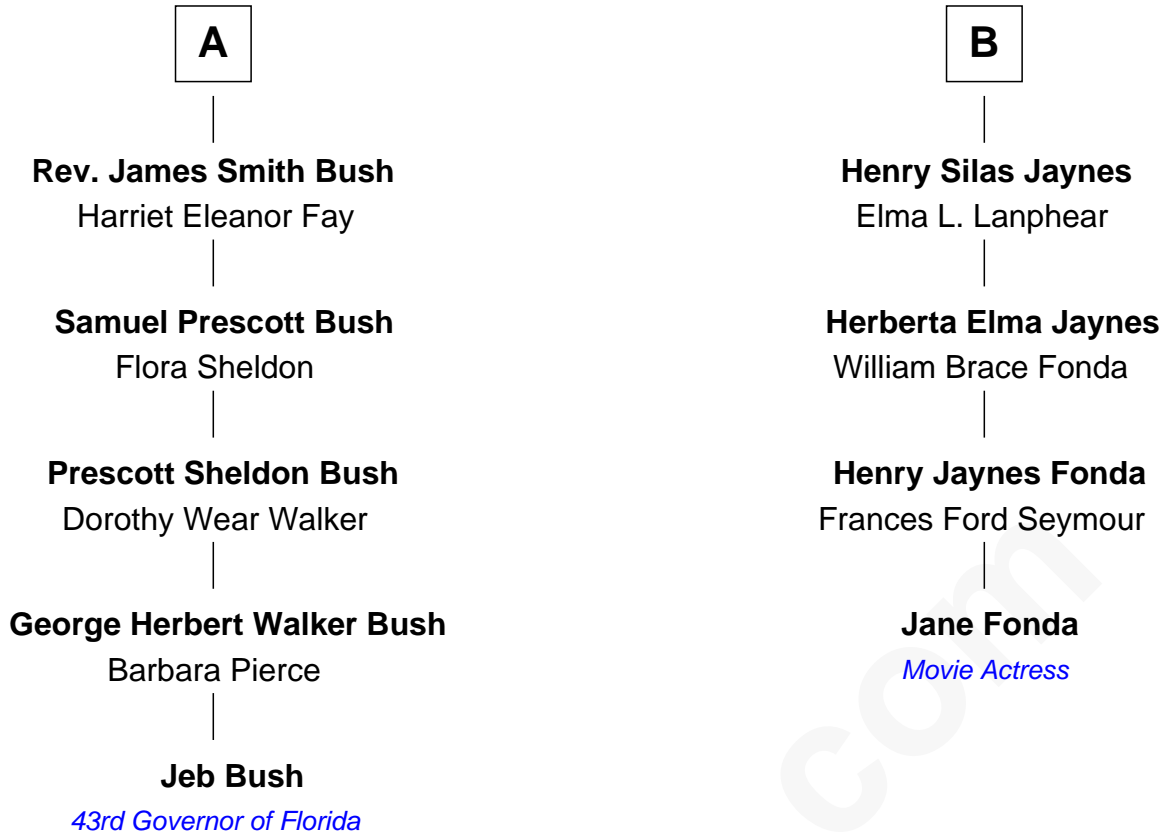 A
Rev. James Smith Bush
Harriet Eleanor Fay
Samuel Prescott Bush
Flora Sheldon
Prescott Sheldon Bush
Dorothy Wear Walker
George Herbert Walker Bush
Barbara Pierce
Jeb Bush
43rd Governor of Florida
B
Henry Silas Jaynes
Elma L. Lanphear
Herberta Elma Jaynes
William Brace Fonda
Henry Jaynes Fonda
Frances Ford Seymour
Jane Fonda
Movie Actress
com